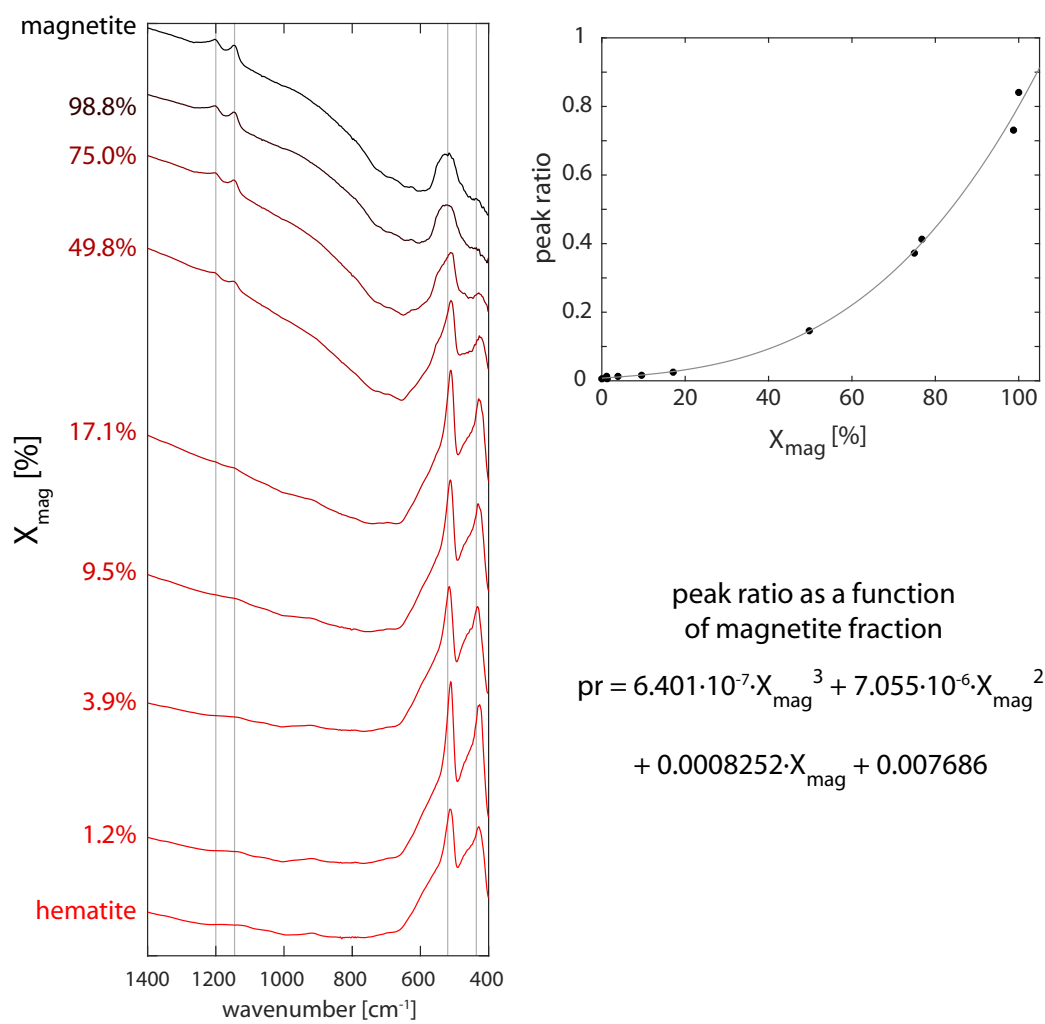 magnetite
98.8%
75.0%
49.8%
17.1%
9.5%
3.9%
1.2%
hematite
X_mag [%]
1400 1200 1000 800 600 400
wavenumber [cm⁻¹]
1
0.8
0.6
0.4
0.2
0
peak ratio
0 20 40 60 80 100
X_mag [%]
peak ratio as a function
of magnetite fraction
pr = 6.401·10⁻⁷·X_mag³ + 7.055·10⁻⁶·X_mag²
+ 0.0008252·X_mag + 0.007686